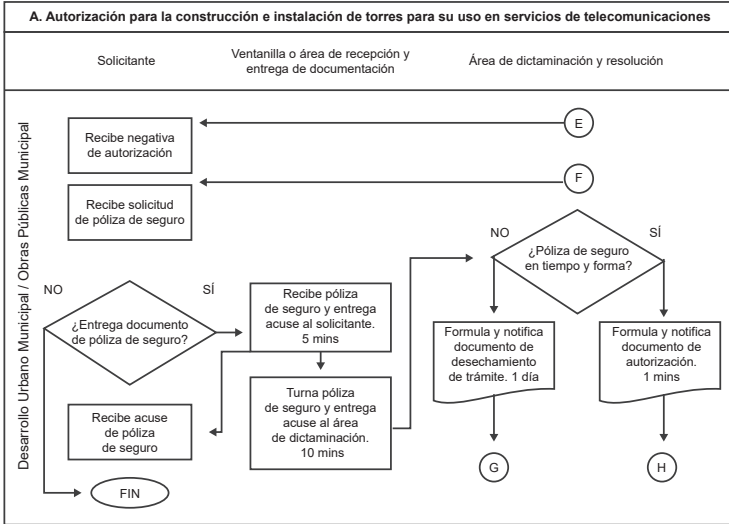 A. Autorización para la construcción e instalación de torres para su uso en servicios de telecomunicaciones
Solicitante
Ventanilla o área de recepción y
entrega de documentación
Área de dictaminación y resolución
Desarrollo Urbano Municipal / Obras Públicas Municipal
E
Recibe negativa
de autorización
F
Recibe solicitud
de póliza de seguro
NO
SÍ
¿Póliza de seguro
en tiempo y forma?
NO
SÍ
¿Entrega documento
de póliza de seguro?
Recibe póliza
de seguro y entrega
acuse al solicitante.
5 mins
Formula y notifica
documento de
desechamiento
de trámite. 1 día
Formula y notifica
documento de
autorización.
1 mins
Recibe acuse
de póliza
de seguro
Turna póliza
de seguro y entrega
acuse al área
de dictaminación.
10 mins
G
H
FIN